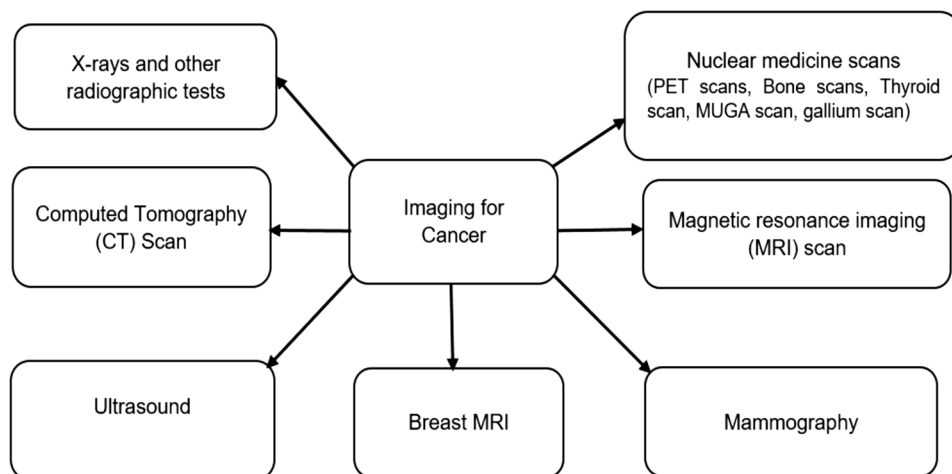 X-rays and other
radiographic tests
Nuclear medicine scans
(PET scans, Bone scans, Thyroid
scan, MUGA scan, gallium scan)
Computed Tomography
(CT) Scan
Imaging for
Cancer
Magnetic resonance imaging
(MRI) scan
Ultrasound
Breast MRI
Mammography